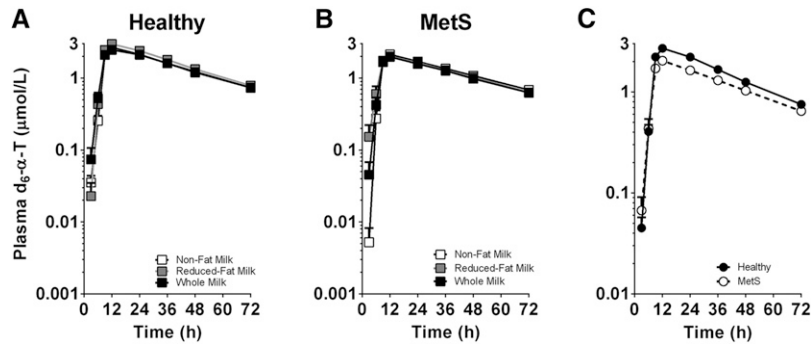 A Healthy
Plasma d6-α-T (µmol/L)
3
1
0.1
0.01
0.001
0 12 24 36 48 60 72
Time (h)
Non-Fat Milk
Reduced-Fat Milk
Whole Milk
B MetS
3
1
0.1
0.01
0.001
0 12 24 36 48 60 72
Time (h)
Non-Fat Milk
Reduced-Fat Milk
Whole Milk
C
3
1
0.1
0.01
0 12 24 36 48 60 72
Time (h)
Healthy
MetS